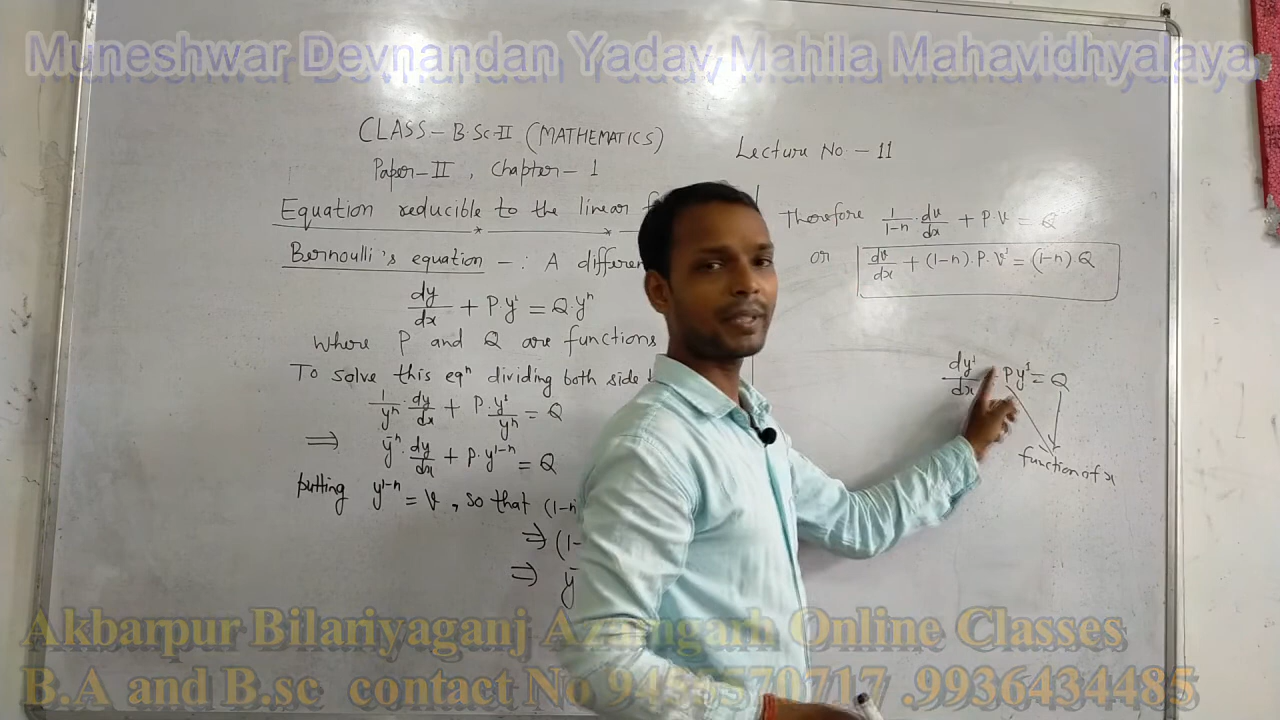 Muneshwar Devnandan Yadav Mahila Mahavidhyalaya
CLASS - B.Sc-II (MATHEMATICS)
Paper-II, Chapter-1
Lecture No - 11
Equation reducible to the linear
Bernoulli's equation -: A differen
dy/dx + P.y¹ = Q.yⁿ
Where P and Q are functions
To solve this eqⁿ dividing both side
1/yⁿ . dy/dx + P.y¹/yⁿ = Q
⇒ y⁻ⁿ . dy/dx + P.y¹⁻ⁿ = Q
putting y¹⁻ⁿ = v, so that (1-n
⇒ (1-
⇒ y⁻
Therefore 1/(1-n) . dv/dx + P.v = Q
or dv/dx + (1-n).P.v¹ = (1-n).Q
dy¹/dx Py¹ = Q
function of x
Akbarpur Bilariyaganj Azamgarh Online Classes
B.A and B.sc contact No .9936434485